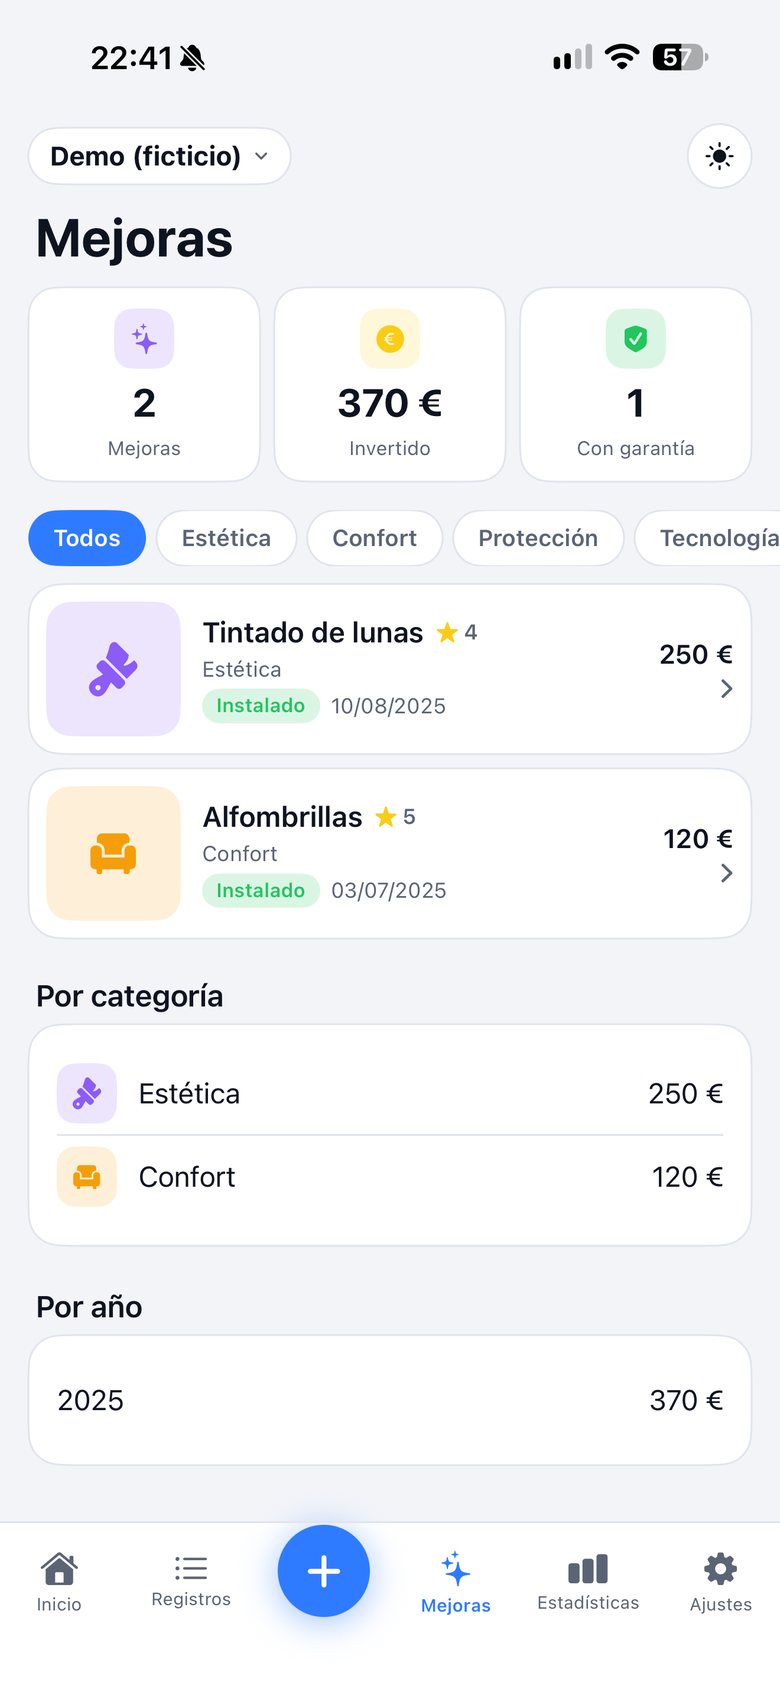 22:41
57
Demo (ficticio)
Mejoras
2
Mejoras
370 €
Invertido
1
Con garantía
Todos
Estética
Confort
Protección
Tecnología
Tintado de lunas 4
Estética
Instalado 10/08/2025
250 €
Alfombrillas 5
Confort
Instalado 03/07/2025
120 €
Por categoría
Estética 250 €
Confort 120 €
Por año
2025 370 €
Inicio
Registros
Mejoras
Estadísticas
Ajustes